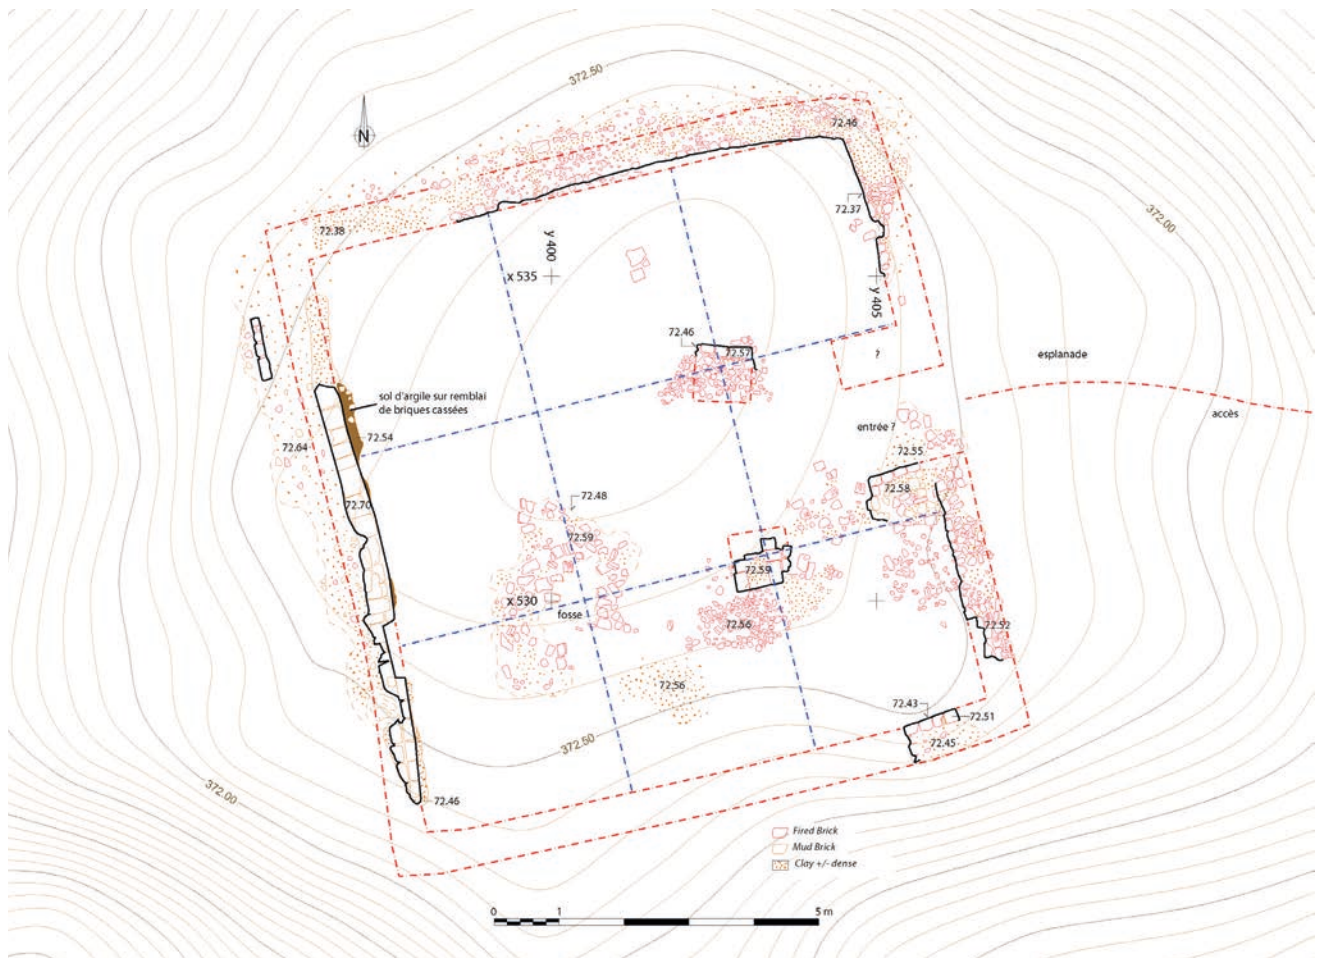 372.50
72.46
N
72.37
372.00
72.38
y 400
x 535
y 405
72.46
72.57
?
esplanade
sol d'argile sur remblai
de briques cassées
accès
entrée ?
72.54
72.64
72.55
72.58
72.48
72.70
72.59
72.59
x 530
fosse
72.56
72.52
72.56
72.43
72.51
72.45
372.50
372.00
72.46
Fired Brick
Mud Brick
Clay +/- dense
0 1 5 m